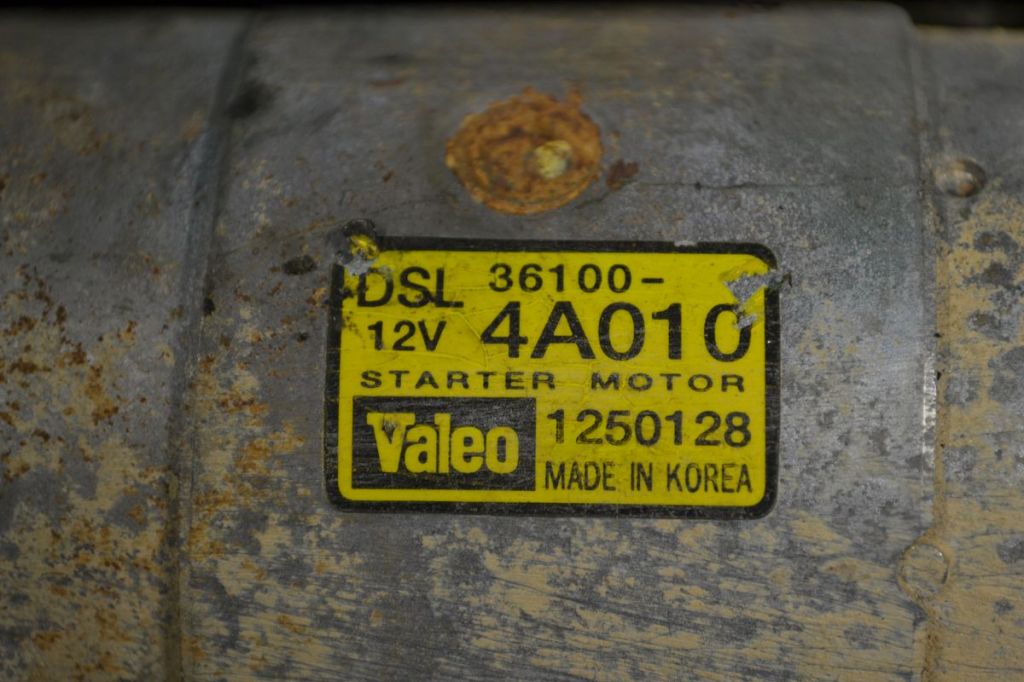 DSL 36100-
12V 4A010
STARTER MOTOR
Valeo 1250128
MADE IN KOREA